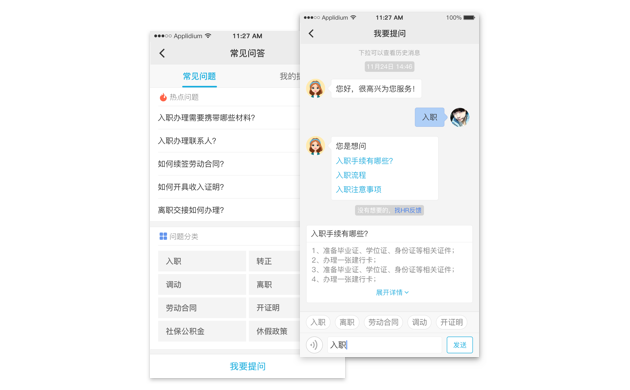 Applidium
11:27 AM
常见问答
常见问题
我的提
热点问题
入职办理需要携带哪些材料?
入职办理联系人?
如何续签劳动合同?
如何开具收入证明?
离职交接如何办理?
问题分类
入职
转正
调动
离职
劳动合同
开证明
社保公积金
休假政策
我要提问
Applidium
11:27 AM
100%
我要提问
下拉可以查看历史消息
11月24日 14:46
您好，很高兴为您服务!
入职
您是想问
入职手续有哪些?
入职流程
入职注意事项
没有想要的，找HR反馈
入职手续有哪些?
1、准备毕业证、学位证、身份证等相关证件；
2、办理一张建行卡；
3、准备毕业证、学位证、身份证等相关证件；
4、办理一张建行卡；
展开详情
入职
离职
劳动合同
调动
开证明
入职
发送